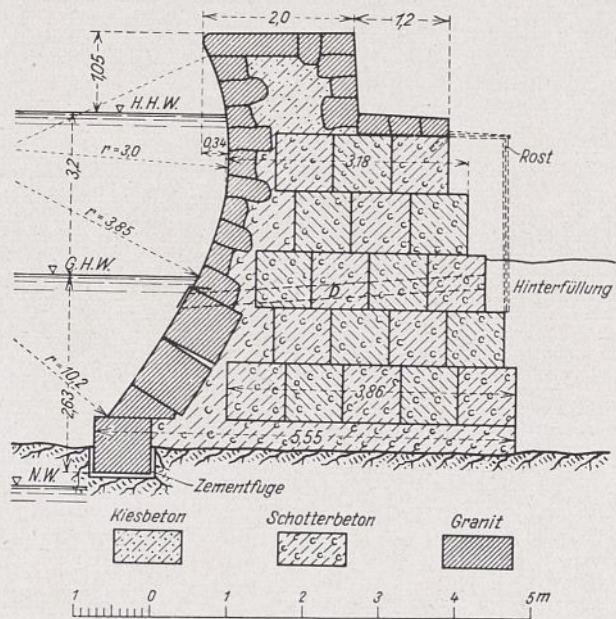 2,0
1,2
1,05
H.H.W.
3,2
0,34
r=3,0
3,18
Rost
r=3,85
G.H.W.
D
Hinterfüllung
r=10,2
2,63
3,86
5,55
N.W.
Zementfuge
Kiesbeton
Schotterbeton
Granit
1 0 1 2 3 4 5m